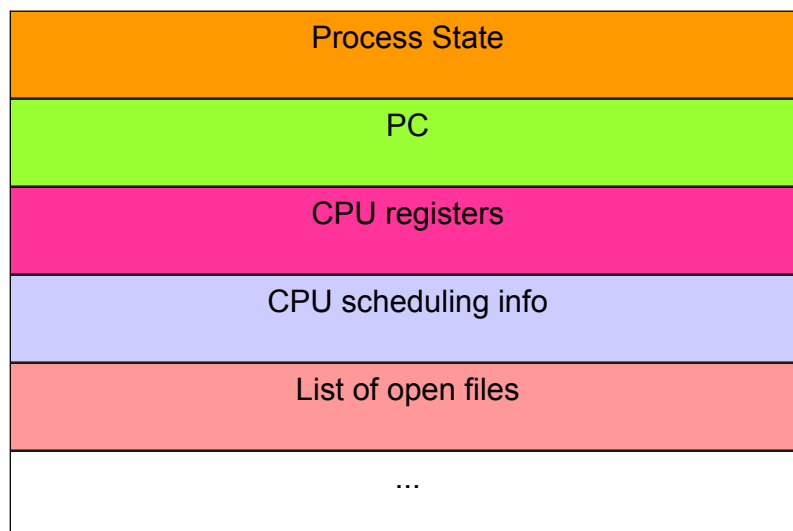 Process State
PC
CPU registers
CPU scheduling info
List of open files
...